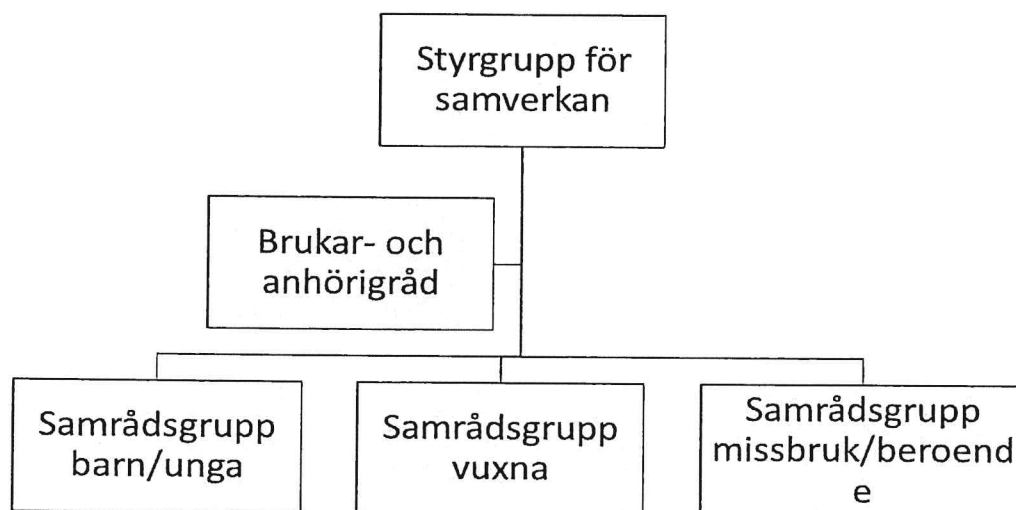 Styrgrupp för
samverkan
Brukar- och
anhörigråd
Samrådsgrupp
barn/unga
Samrådsgrupp
vuxna
Samrådsgrupp
missbruk/beroend
e